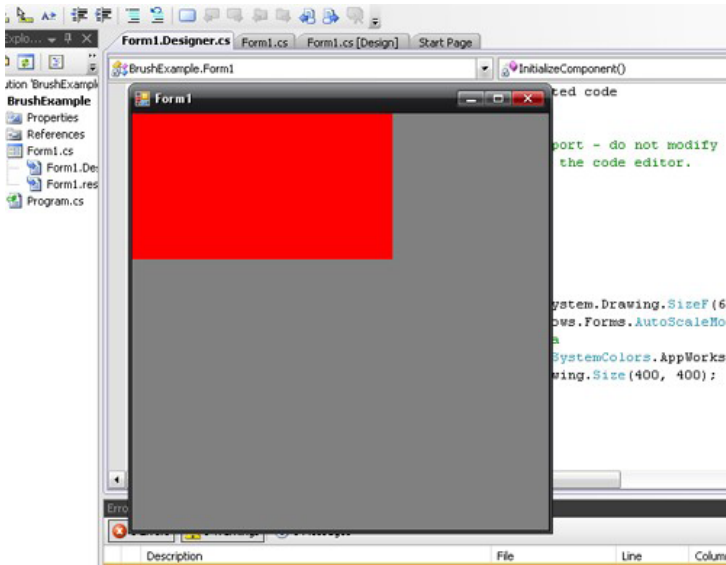 Form1.Designer.cs Form1.cs Form1.cs [Design] Start Page
BrushExample.Form1 InitializeComponent()
BrushExample
Properties
References
Form1.cs
Form1.De
Form1.res
Program.cs
Form1
ted code
port - do not modify
the code editor.
ystem.Drawing.SizeF(6
ows.Forms.AutoScaleMo
a
SystemColors.AppWorks
wing.Size(400, 400);
Erro
Description File Line Colum